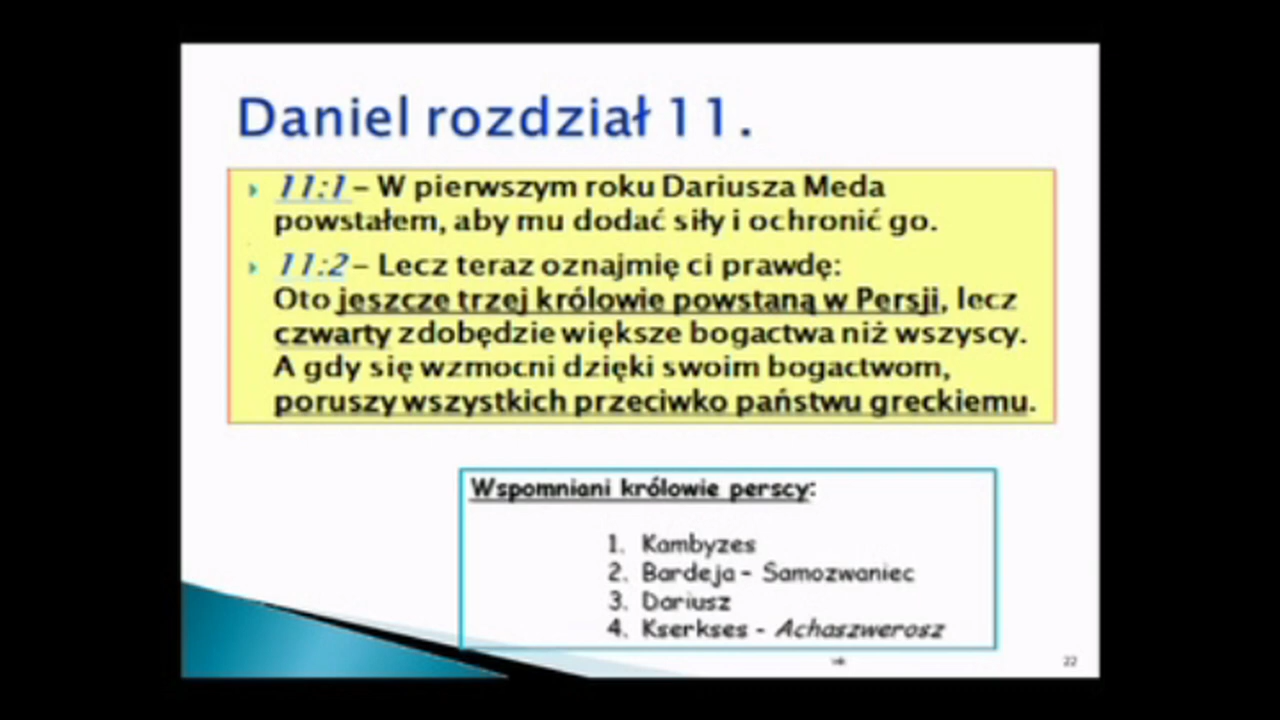 Daniel rozdział 11.
11:1 – W pierwszym roku Dariusza Meda
powstałem, aby mu dodać siły i ochronić go.
11:2 – Lecz teraz oznajmię ci prawdę:
Oto jeszcze trzej królowie powstaną w Persji, lecz
czwarty zdobędzie większe bogactwa niż wszyscy.
A gdy się wzmocni dzięki swoim bogactwom,
poruszy wszystkich przeciwko państwu greckiemu.
Wspomniani królowie perscy:
1. Kambyzes
2. Bardeja – Samozwaniec
3. Dariusz
4. Kserkses - Achaszwerosz
22